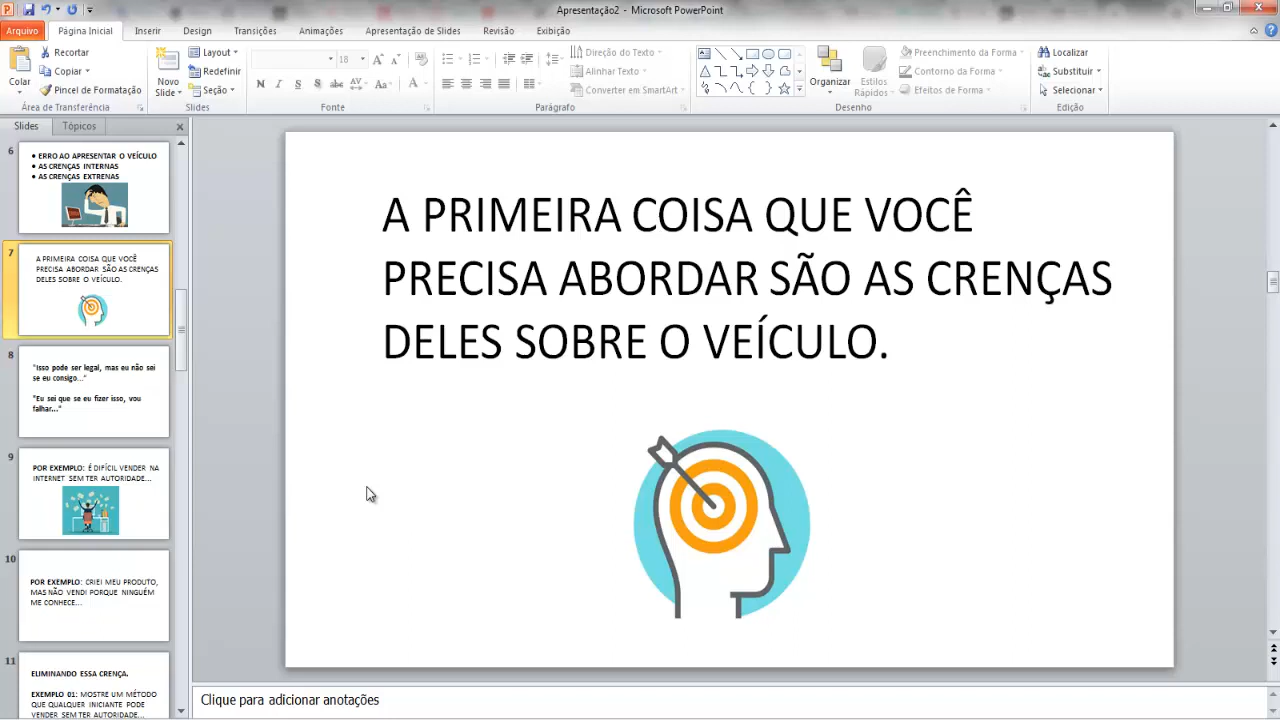 Apresentação2 - Microsoft PowerPoint
Arquivo Página Inicial Inserir Design Transições Animações Apresentação de Slides Revisão Exibição
Colar
Recortar
Copiar
Pincel de Formatação
Área de Transferência
Novo Slide
Layout
Redefinir
Seção
Slides
18
N I S S abc AV Aa A
Fonte
Direção do Texto
Alinhar Texto
Converter em SmartArt
Parágrafo
Organizar
Estilos Rápidos
Preenchimento da Forma
Contorno da Forma
Efeitos de Forma
Desenho
Localizar
Substituir
Selecionar
Edição
Slides Tópicos
6
• ERRO AO APRESENTAR O VEÍCULO
• AS CRENÇAS INTERNAS
• AS CRENÇAS EXTRENAS
7
A PRIMEIRA COISA QUE VOCÊ
PRECISA ABORDAR SÃO AS CRENÇAS
DELES SOBRE O VEÍCULO.
8
"Isso pode ser legal, mas eu não sei
se eu consigo..."
"Eu sei que se eu fizer isso, vou
falhar..."
9
POR EXEMPLO: É DIFÍCIL VENDER NA
INTERNET SEM TER AUTORIDADE...
10
POR EXEMPLO: CRIEI MEU PRODUTO,
MAS NÃO VENDI PORQUE NINGUÉM
ME CONHECE...
11
ELIMINANDO ESSA CRENÇA.
EXEMPLO 01: MOSTRE UM MÉTODO
QUE QUALQUER INICIANTE PODE
VENDER SEM TER AUTORIDADE...
A PRIMEIRA COISA QUE VOCÊ
PRECISA ABORDAR SÃO AS CRENÇAS
DELES SOBRE O VEÍCULO.
Clique para adicionar anotações